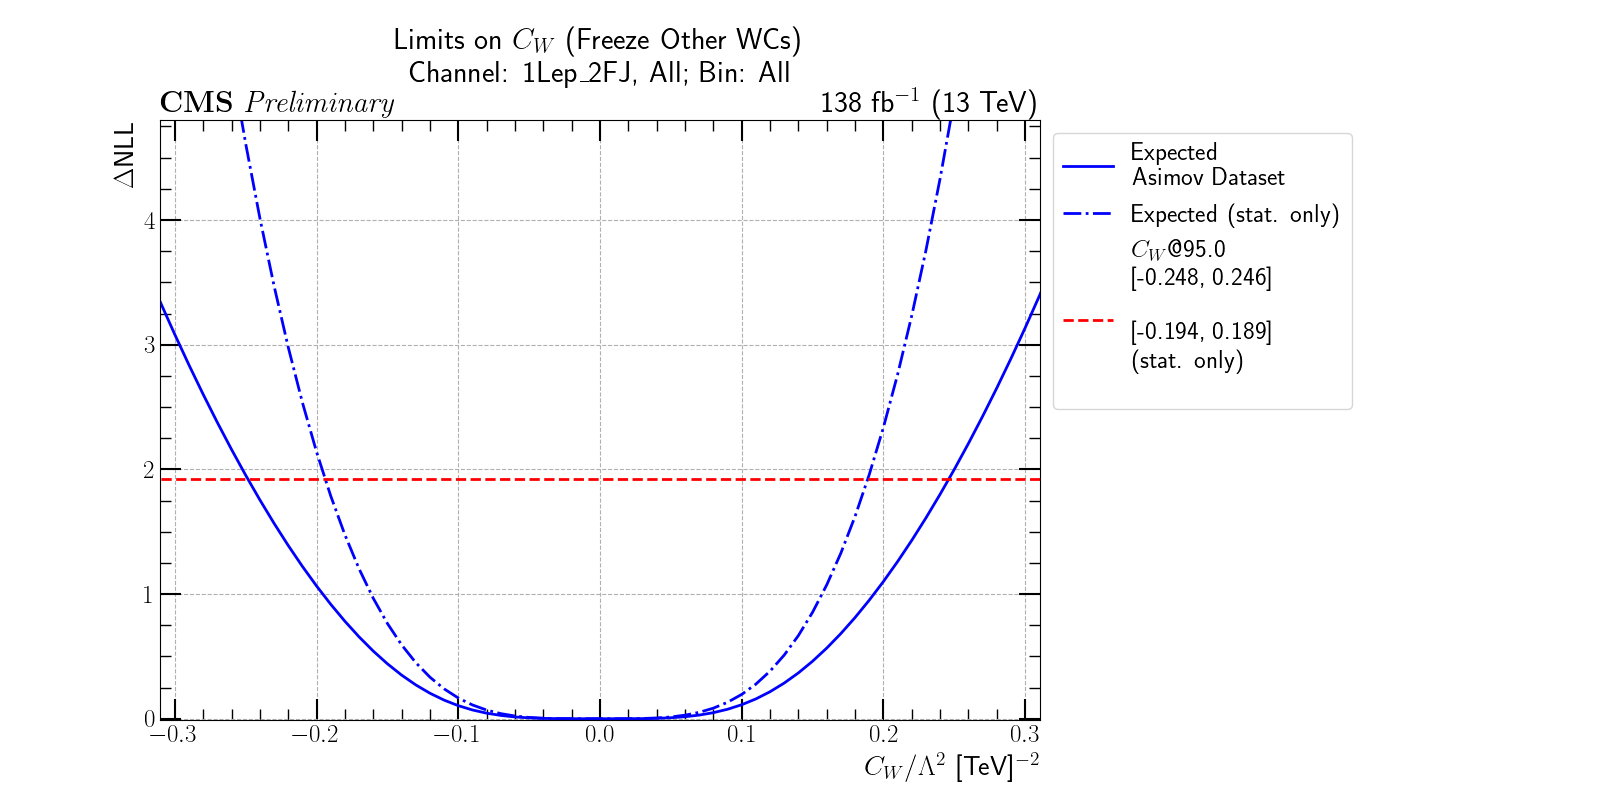 Limits on C_W (Freeze Other WCs)
Channel: 1Lep_2FJ, All; Bin: All
CMS Preliminary
138 fb⁻¹ (13 TeV)
ΔNLL
4
3
2
1
0
−0.3
−0.2
−0.1
0.0
0.1
0.2
0.3
C_W/Λ² [TeV]⁻²
Expected
Asimov Dataset
Expected (stat. only)
C_W@95.0
[-0.248, 0.246]
[-0.194, 0.189]
(stat. only)